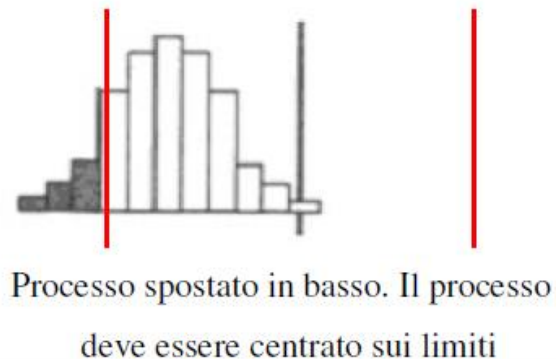 Processo spostato in basso. Il processo
deve essere centrato sui limiti